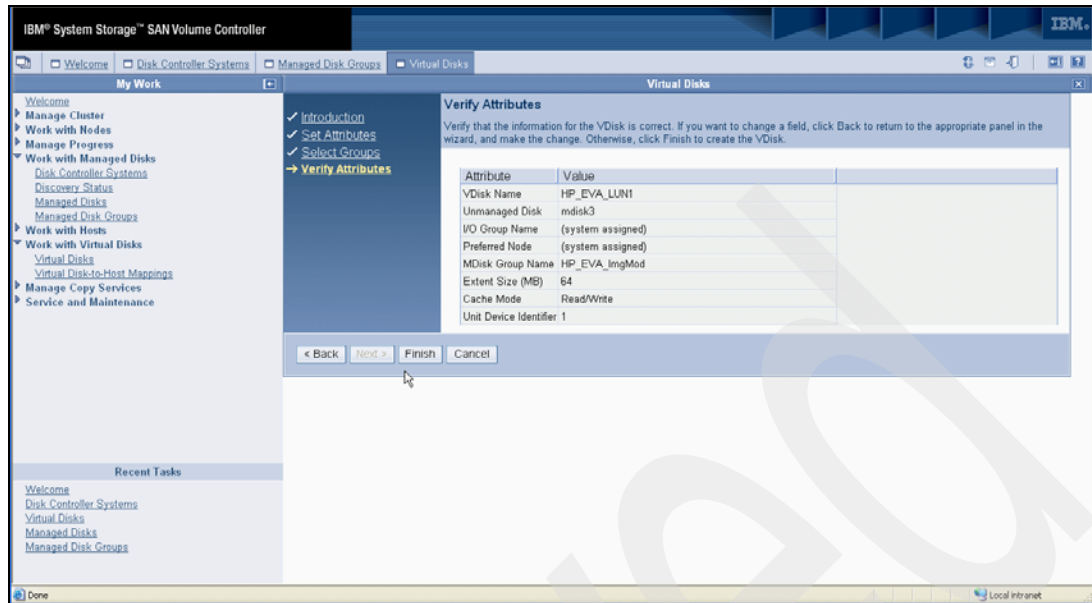 IBM® System Storage™ SAN Volume Controller
IBM®
Welcome Disk Controller Systems Managed Disk Groups Virtual Disks
My Work
Virtual Disks
Welcome
Manage Cluster
Work with Nodes
Manage Progress
Work with Managed Disks
Disk Controller Systems
Discovery Status
Managed Disks
Managed Disk Groups
Work with Hosts
Work with Virtual Disks
Virtual Disks
Virtual Disk-to-Host Mappings
Manage Copy Services
Service and Maintenance
Recent Tasks
Welcome
Disk Controller Systems
Virtual Disks
Managed Disks
Managed Disk Groups
Introduction
Set Attributes
Select Groups
Verify Attributes
Verify Attributes
Verify that the information for the VDisk is correct. If you want to change a field, click Back to return to the appropriate panel in the
wizard, and make the change. Otherwise, click Finish to create the VDisk.
Attribute Value
VDisk Name HP_EVA_LUN1
Unmanaged Disk mdisk3
I/O Group Name (system assigned)
Preferred Node (system assigned)
MDisk Group Name HP_EVA_ImgMod
Extent Size (MB) 64
Cache Mode Read/Write
Unit Device Identifier 1
< Back Next > Finish Cancel
Done
Local intranet